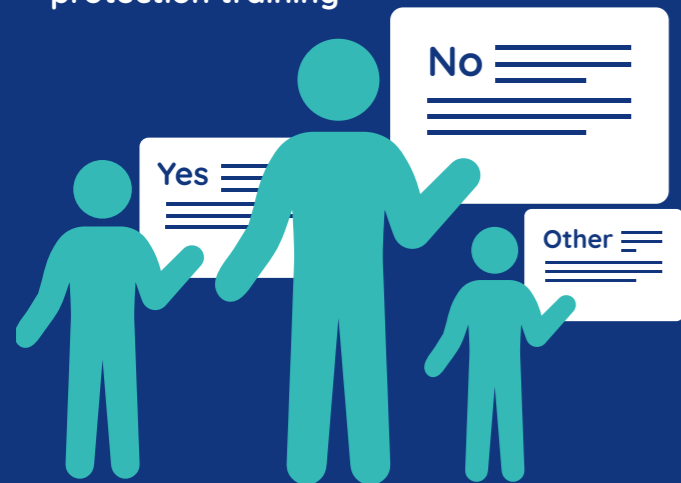 protection training
No
Yes
Other